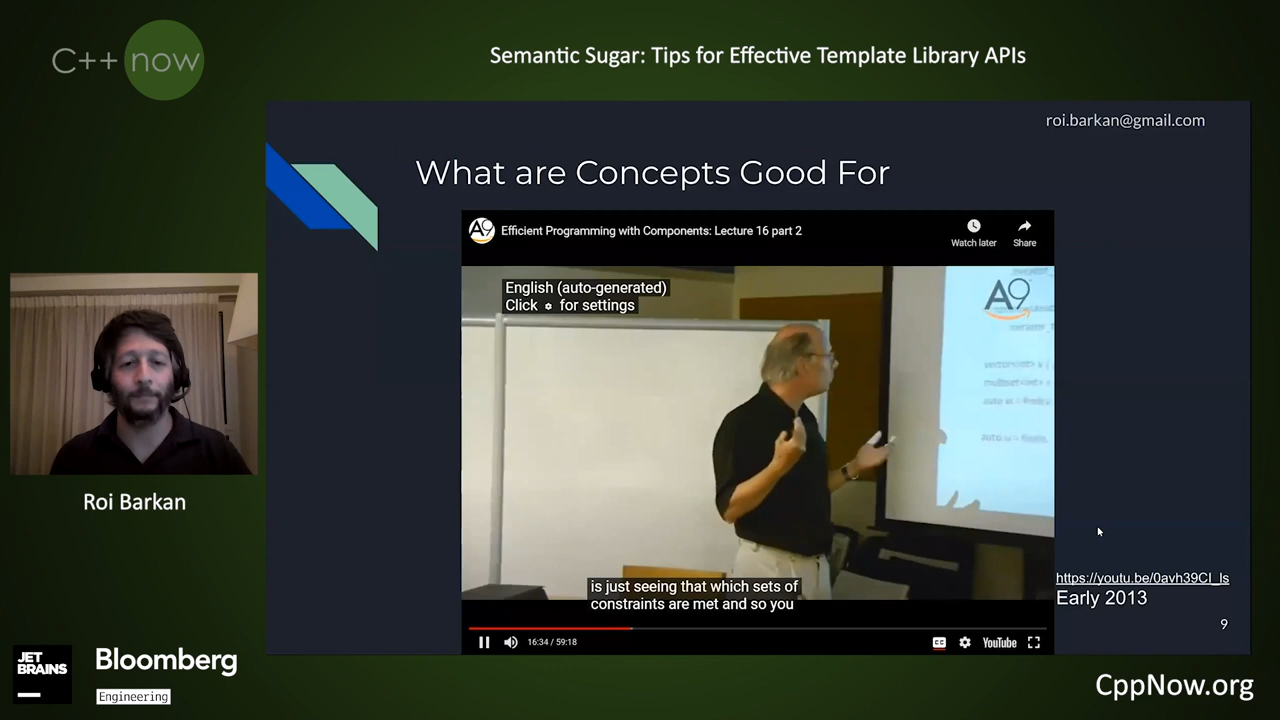 C++ now
Semantic Sugar: Tips for Effective Template Library APIs
roi.barkan@gmail.com
What are Concepts Good For
A9
Efficient Programming with Components: Lecture 16 part 2
Watch later
Share
English (auto-generated)
Click for settings
A9
is just seeing that which sets of
constraints are met and so you
16:34 / 59:18
CC
YouTube
https://youtu.be/0avh39CI_Is
Early 2013
9
Roi Barkan
JET
BRAINS
Bloomberg
Engineering
CppNow.org